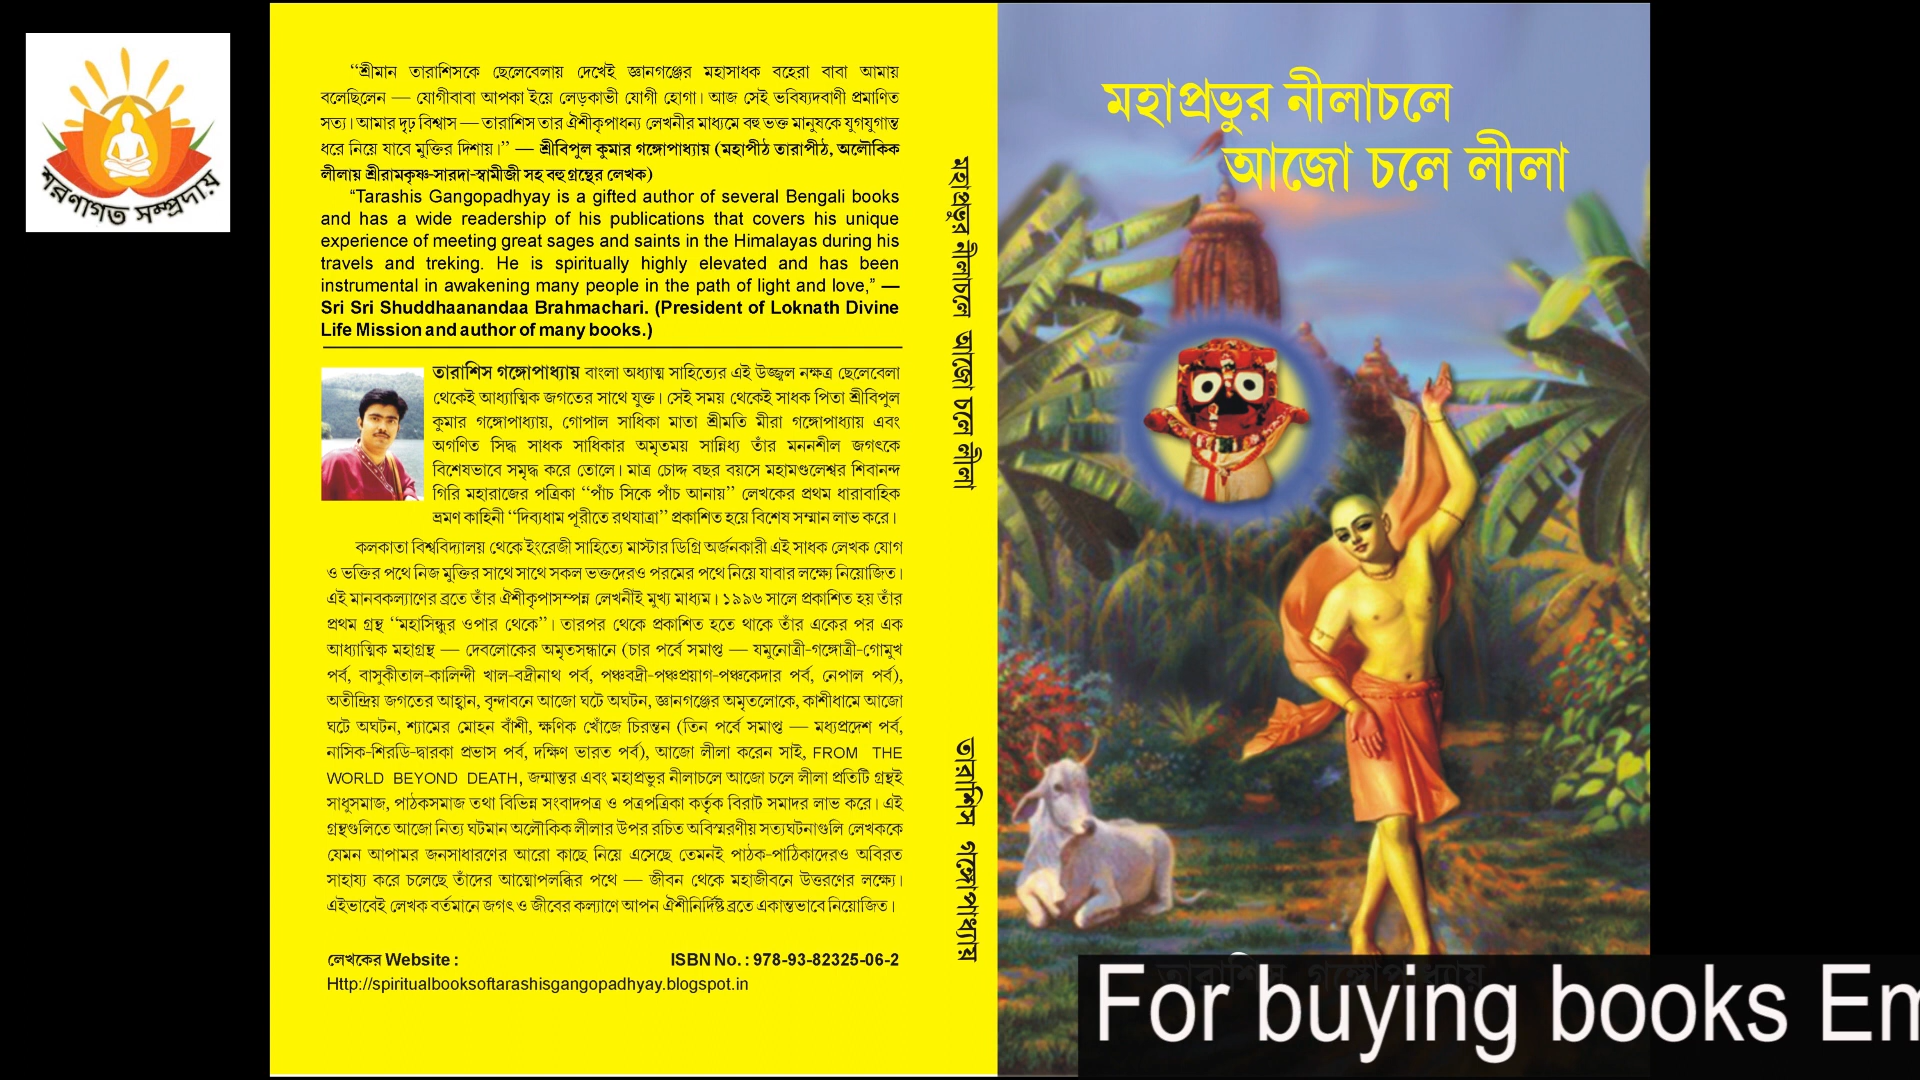 শরণাগত সম্প্রদায়
“শ্রীমান তারাশিসকে ছেলেবেলায় দেখেই জ্ঞানগঞ্জের মহাসাধক বহেরা বাবা আমায়
বলেছিলেন — যোগীবাবা আপকা ইয়ে লেড়কাভী যোগী হোগা। আজ সেই ভবিষ্যদবাণী প্রমাণিত
সত্য। আমার দৃঢ় বিশ্বাস — তারাশিস তার ঐশীকৃপাধন্য লেখনীর মাধ্যমে বহু ভক্ত মানুষকে যুগযুগান্ত
ধরে নিয়ে যাবে মুক্তির দিশায়।” — শ্রীবিপুল কুমার গঙ্গোপাধ্যায় (মহাপীঠ তারাপীঠ, অলৌকিক
লীলায় শ্রীরামকৃষ্ণ-সারদা-স্বামীজী সহ বহু গ্রন্থের লেখক)
“Tarashis Gangopadhyay is a gifted author of several Bengali books
and has a wide readership of his publications that covers his unique
experience of meeting great sages and saints in the Himalayas during his
travels and treking. He is spiritually highly elevated and has been
instrumental in awakening many people in the path of light and love,” —
Sri Sri Shuddhaanandaa Brahmachari. (President of Loknath Divine
Life Mission and author of many books.)
তারাশিস গঙ্গোপাধ্যায় বাংলা অধ্যাত্ম সাহিত্যের এই উজ্জ্বল নক্ষত্র ছেলেবেলা
থেকেই আধ্যাত্মিক জগতের সাথে যুক্ত। সেই সময় থেকেই সাধক পিতা শ্রীবিপুল
কুমার গঙ্গোপাধ্যায়, গোপাল সাধিকা মাতা শ্রীমতি মীরা গঙ্গোপাধ্যায় এবং
অগণিত সিদ্ধ সাধক সাধিকার অমৃতময় সান্নিধ্য তাঁর মননশীল জগৎকে
বিশেষভাবে সমৃদ্ধ করে তোলে। মাত্র চোদ্দ বছর বয়সে মহামণ্ডলেশ্বর শিবানন্দ
গিরি মহারাজের পত্রিকা “পাঁচ সিকে পাঁচ আনায়” লেখকের প্রথম ধারাবাহিক
ভ্রমণ কাহিনী “দিব্যধাম পূরীতে রথযাত্রা” প্রকাশিত হয়ে বিশেষ সম্মান লাভ করে।
কলকাতা বিশ্ববিদ্যালয় থেকে ইংরেজী সাহিত্যে মাস্টার ডিগ্রি অর্জনকারী এই সাধক লেখক যোগ
ও ভক্তির পথে নিজ মুক্তির সাথে সাথে সকল ভক্তদেরও পরমের পথে নিয়ে যাবার লক্ষ্যে নিয়োজিত।
এই মানবকল্যাণের ব্রতে তাঁর ঐশীকৃপাসম্পন্ন লেখনীই মুখ্য মাধ্যম। ১৯৯৬ সালে প্রকাশিত হয় তাঁর
প্রথম গ্রন্থ “মহাসিন্ধুর ওপার থেকে”। তারপর থেকে প্রকাশিত হতে থাকে তাঁর একের পর এক
আধ্যাত্মিক মহাগ্রন্থ — দেবলোকের অমৃতসন্ধানে (চার পর্বে সমাপ্ত — যমুনোত্রী-গঙ্গোত্রী-গোমুখ
পর্ব, বাসুকীতাল-কালিন্দী খাল-বদ্রীনাথ পর্ব, পঞ্চবদ্রী-পঞ্চপ্রয়াগ-পঞ্চকেদার পর্ব, নেপাল পর্ব),
অতীন্দ্রিয় জগতের আহ্বান, বৃন্দাবনে আজো ঘটে অঘটন, জ্ঞানগঞ্জের অমৃতলোকে, কাশীধামে আজো
ঘটে অঘটন, শ্যামের মোহন বাঁশী, ক্ষণিক খোঁজে চিরন্তন (তিন পর্বে সমাপ্ত — মধ্যপ্রদেশ পর্ব,
নাসিক-শিরডি-দ্বারকা প্রভাস পর্ব, দক্ষিণ ভারত পর্ব), আজো লীলা করেন সাই, FROM THE
WORLD BEYOND DEATH, জন্মান্তর এবং মহাপ্রভুর নীলাচলে আজো চলে লীলা প্রতিটি গ্রন্থই
সাধুসমাজ, পাঠকসমাজ তথা বিভিন্ন সংবাদপত্র ও পত্রপত্রিকা কর্তৃক বিরাট সমাদর লাভ করে। এই
গ্রন্থগুলিতে আজো নিত্য ঘটমান অলৌকিক লীলার উপর রচিত অবিস্মরণীয় সত্যঘটনাগুলি লেখককে
যেমন আপামর জনসাধারণের আরো কাছে নিয়ে এসেছে তেমনই পাঠক-পাঠিকাদেরও অবিরত
সাহায্য করে চলেছে তাঁদের আত্মোপলব্ধির পথে — জীবন থেকে মহাজীবনে উত্তরণের লক্ষ্যে।
এইভাবেই লেখক বর্তমানে জগৎ ও জীবের কল্যাণে আপন ঐশীনির্দিষ্ট ব্রতে একান্তভাবে নিয়োজিত।
লেখকের Website : ISBN No. : 978-93-82325-06-2
Http://spiritualbooksoftarashisgangopadhyay.blogspot.in
মহাপ্রভুর নীলাচলে আজো চলে লীলা
তারাশিস গঙ্গোপাধ্যায়
মহাপ্রভুর নীলাচলে
আজো চলে লীলা
তারাশিস গঙ্গোপাধ্যায়
For buying books Em